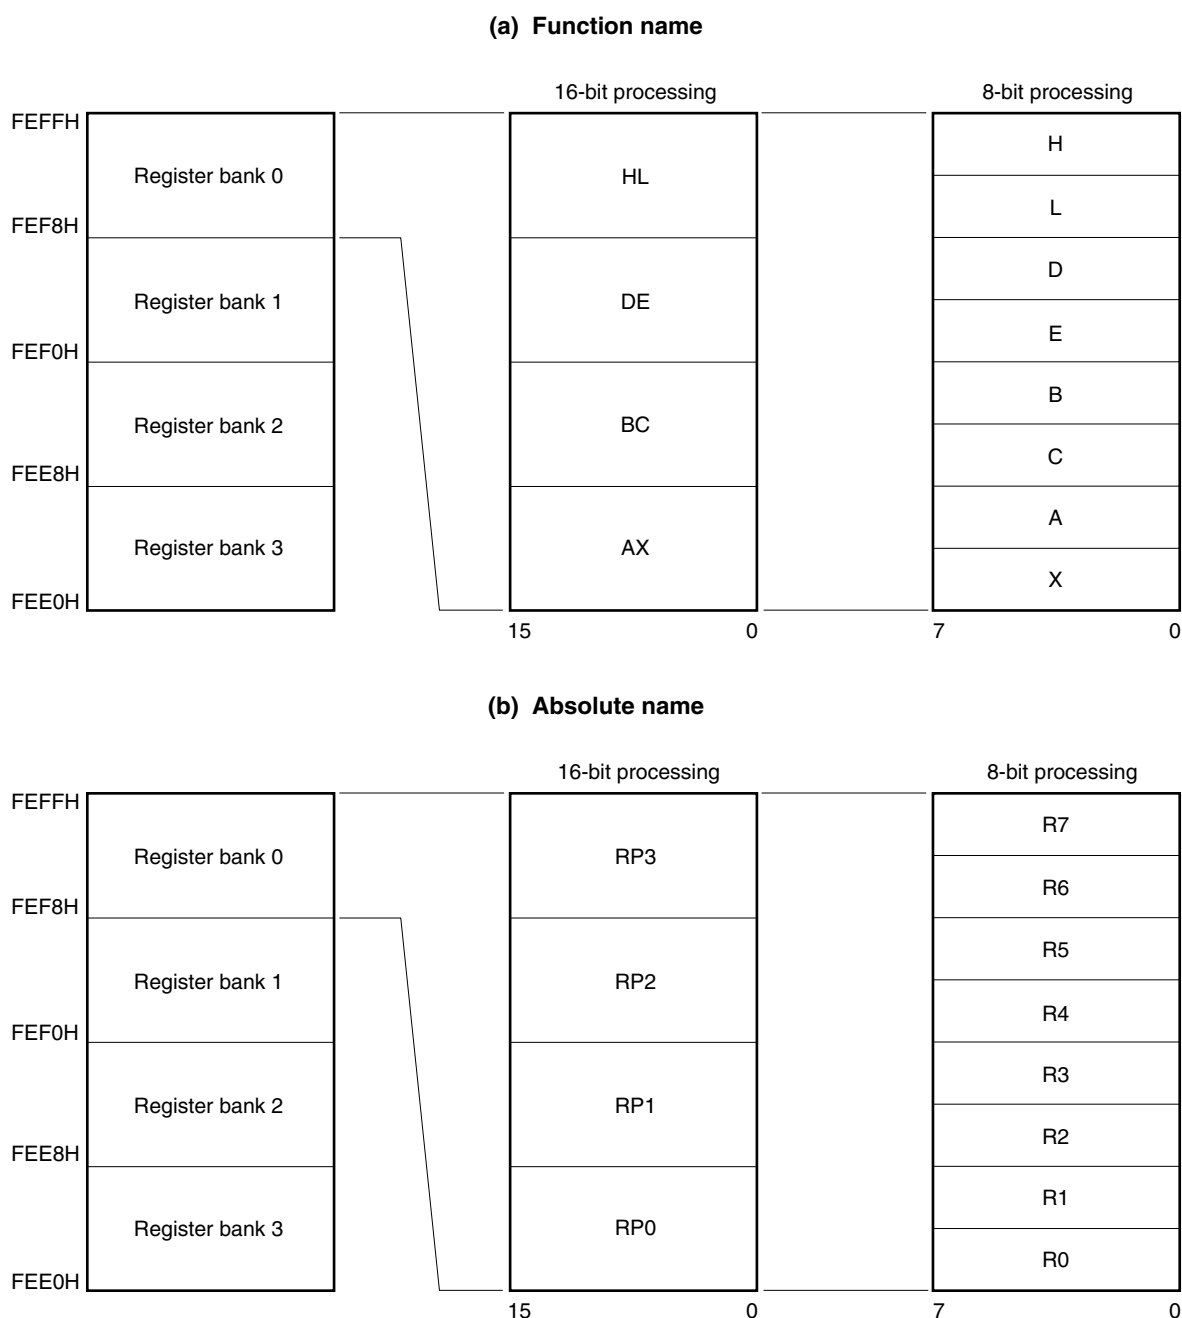 (a) Function name
16-bit processing
8-bit processing
FEFFH
Register bank 0
HL
H
L
FEF8H
Register bank 1
DE
D
E
FEF0H
Register bank 2
BC
B
C
FEE8H
Register bank 3
AX
A
X
FEE0H
15
0
7
0
(b) Absolute name
16-bit processing
8-bit processing
FEFFH
Register bank 0
RP3
R7
R6
FEF8H
Register bank 1
RP2
R5
R4
FEF0H
Register bank 2
RP1
R3
R2
FEE8H
Register bank 3
RP0
R1
R0
FEE0H
15
0
7
0